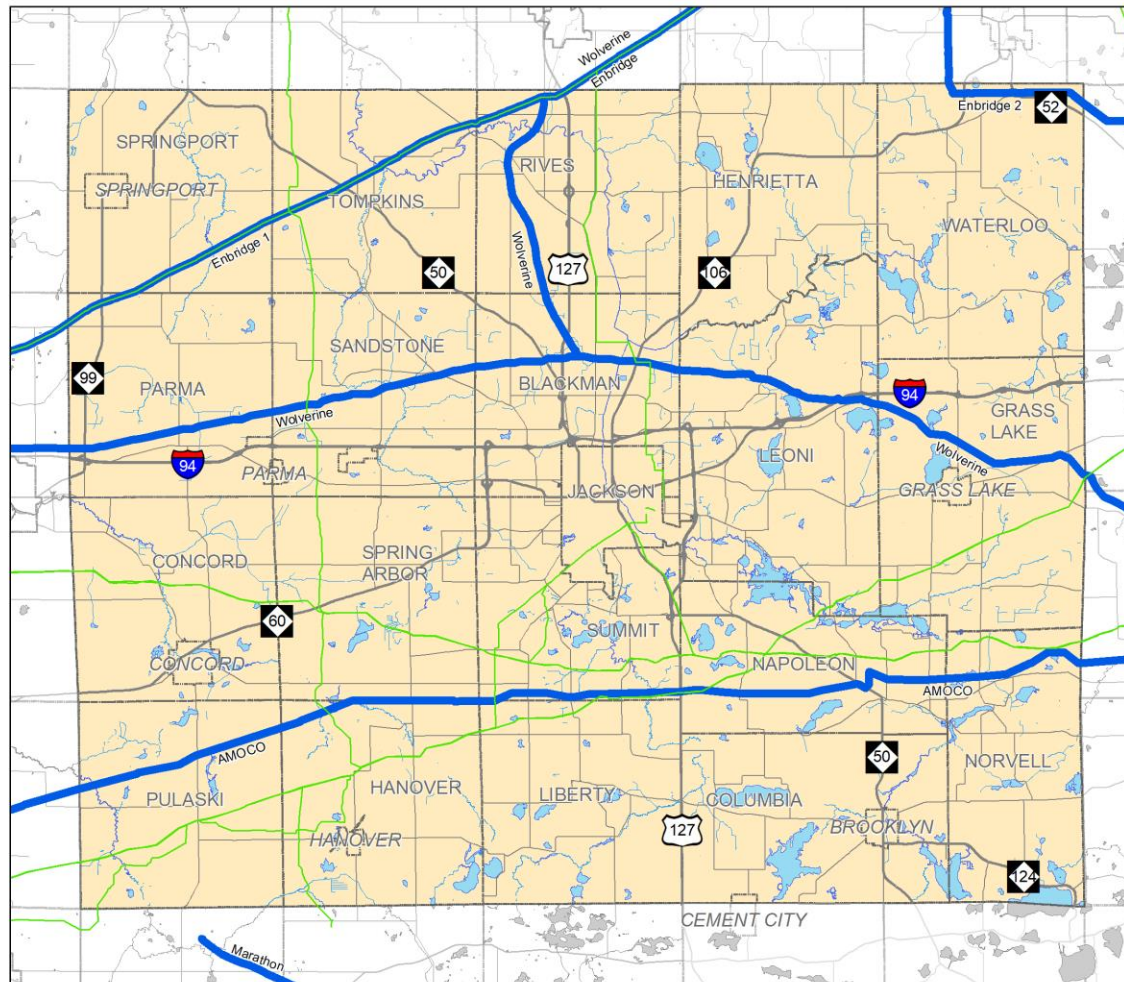 Wolverine
Enbridge
Enbridge 2
52
SPRINGPORT
RIVES
HENRIETTA
SPRINGPORT
TOMPKINS
WATERLOO
Enbridge 1
Wolverine
50
127
106
SANDSTONE
99
PARMA
BLACKMAN
94
GRASS
LAKE
Wolverine
94
PARMA
LEONI
Wolverine
GRASS LAKE
JACKSON
CONCORD
SPRING
ARBOR
60
SUMMIT
CONCORD
NAPOLEON
AMOCO
AMOCO
50
NORVELL
PULASKI
HANOVER
LIBERTY
COLUMBIA
HANOVER
127
BROOKLYN
124
CEMENT CITY
Marathon